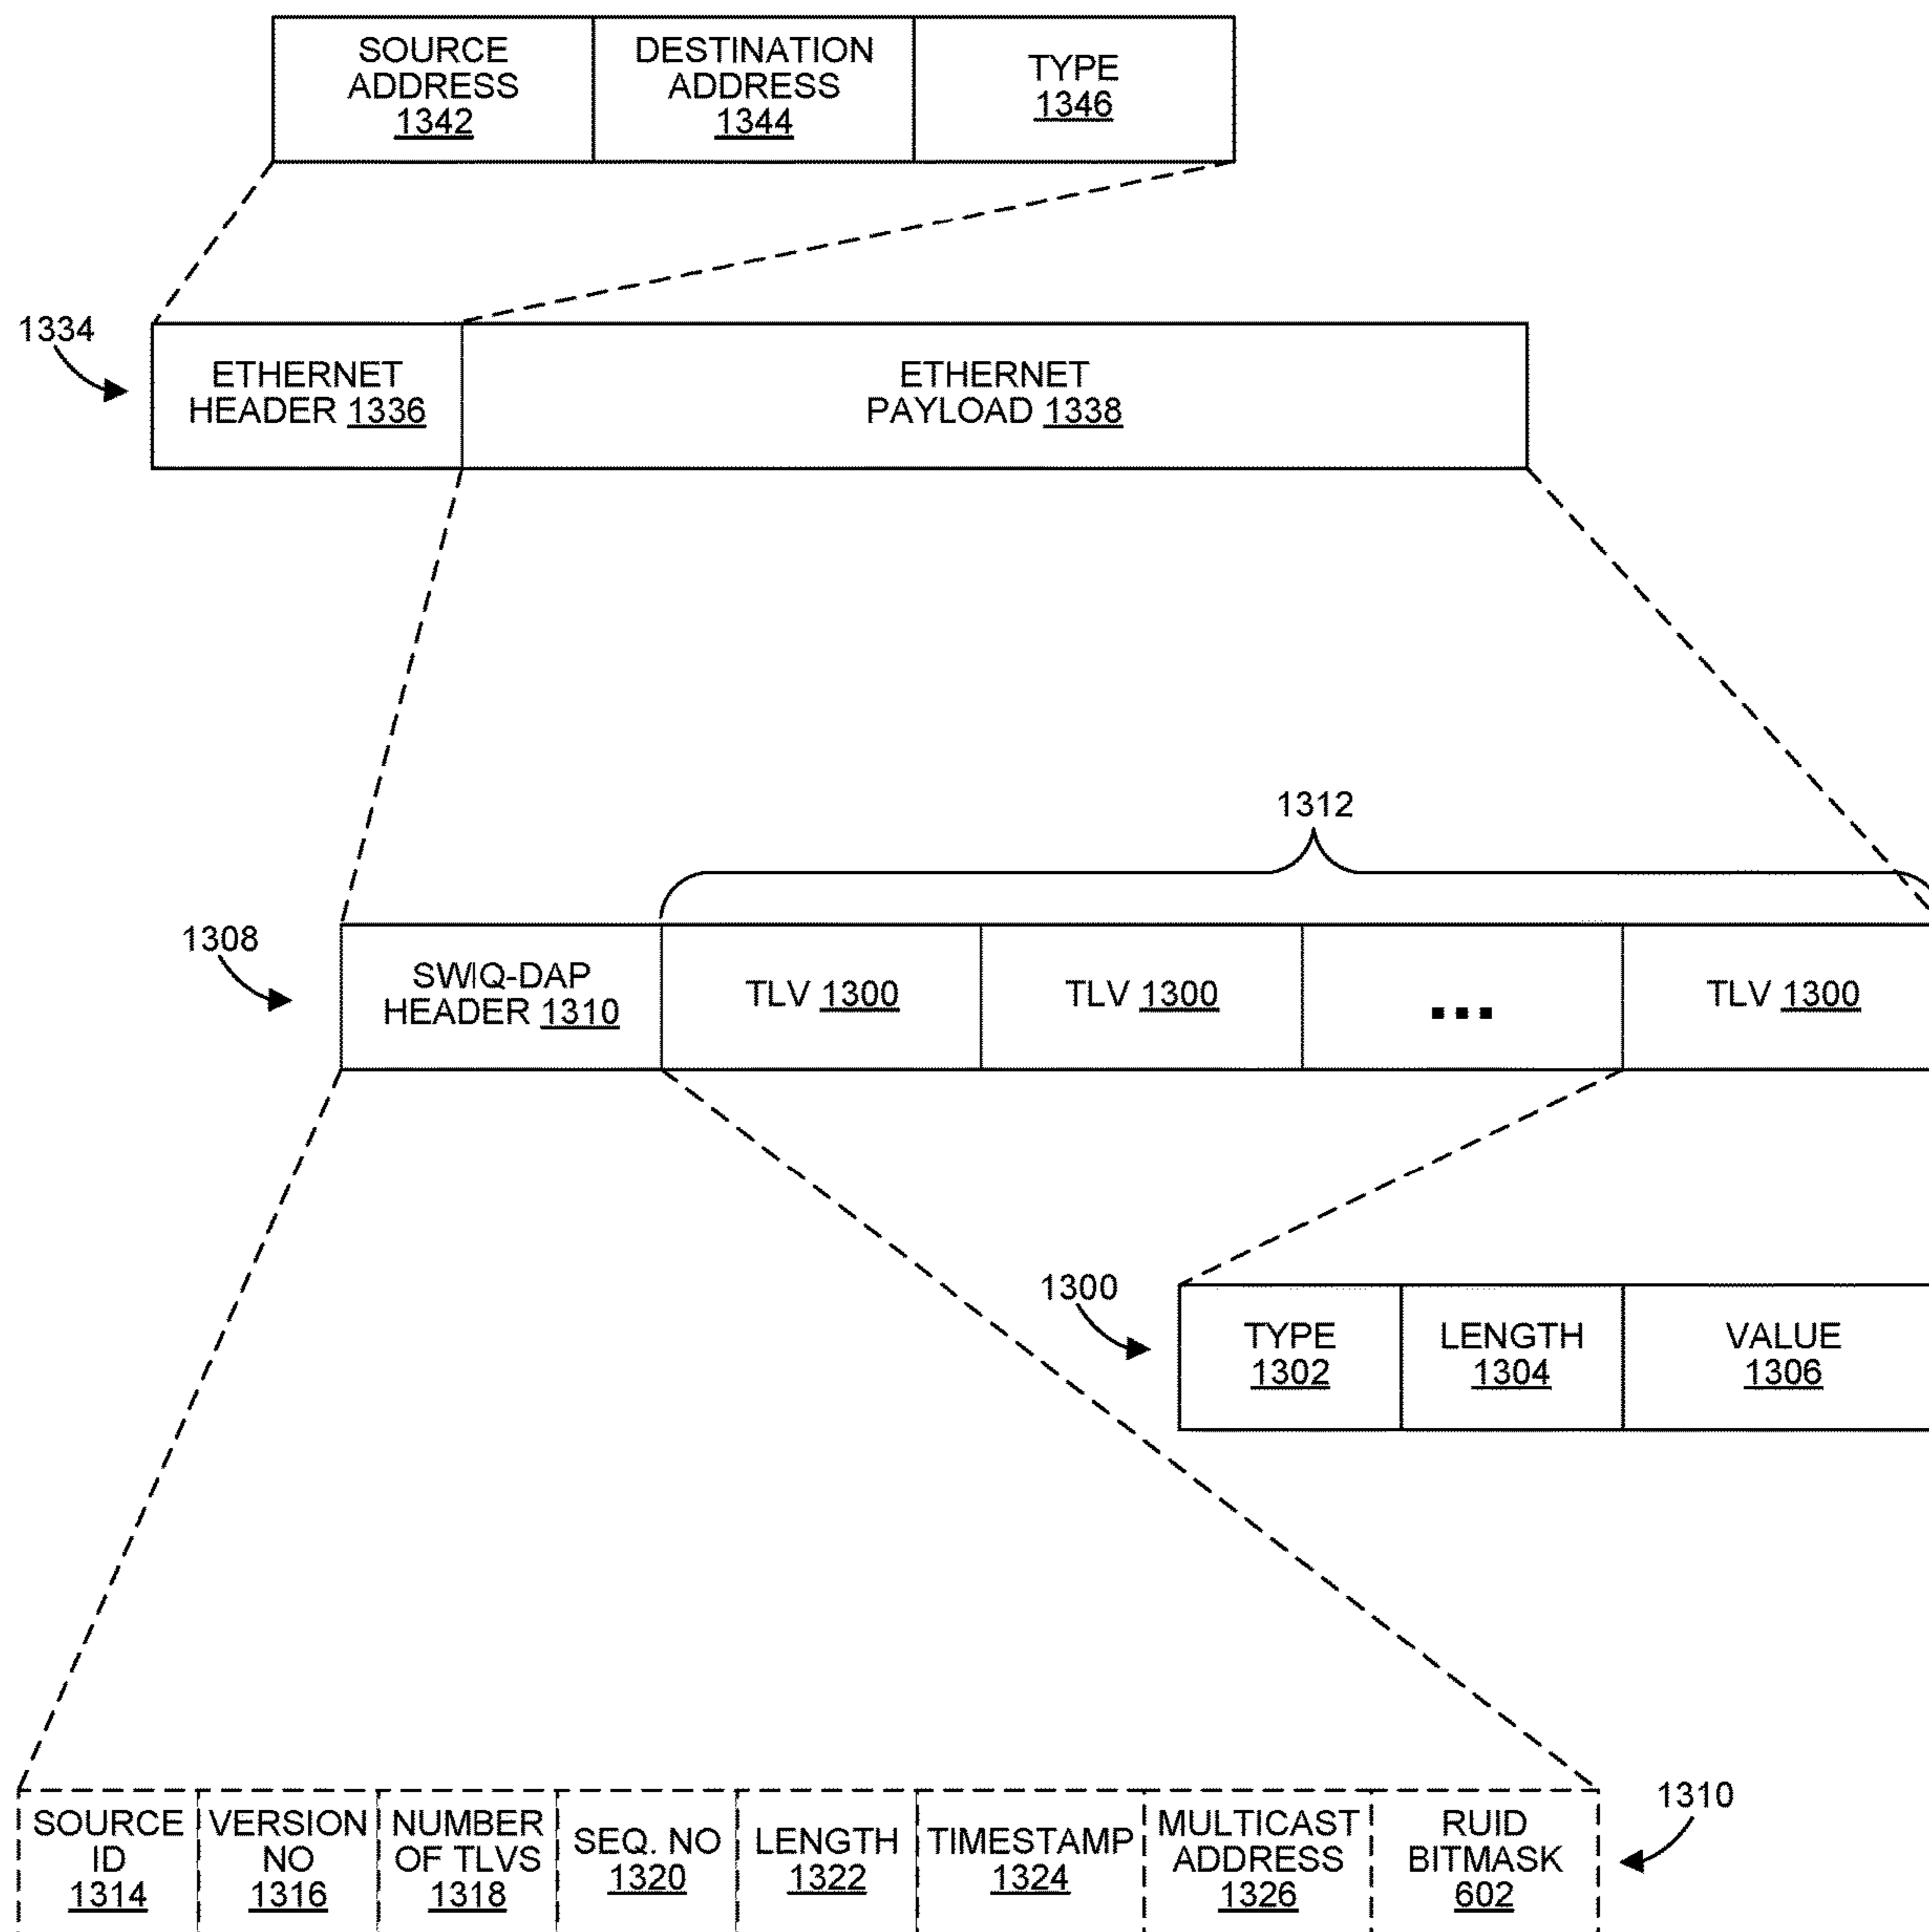 SOURCE
ADDRESS
1342
DESTINATION
ADDRESS
1344
TYPE
1346
1334
ETHERNET
HEADER 1336
ETHERNET
PAYLOAD 1338
1312
1308
SWIQ-DAP
HEADER 1310
TLV 1300
TLV 1300
...
TLV 1300
1300
TYPE
1302
LENGTH
1304
VALUE
1306
SOURCE
ID
1314
VERSION
NO
1316
NUMBER
OF TLVS
1318
SEQ. NO
1320
LENGTH
1322
TIMESTAMP
1324
MULTICAST
ADDRESS
1326
RUID
BITMASK
602
1310